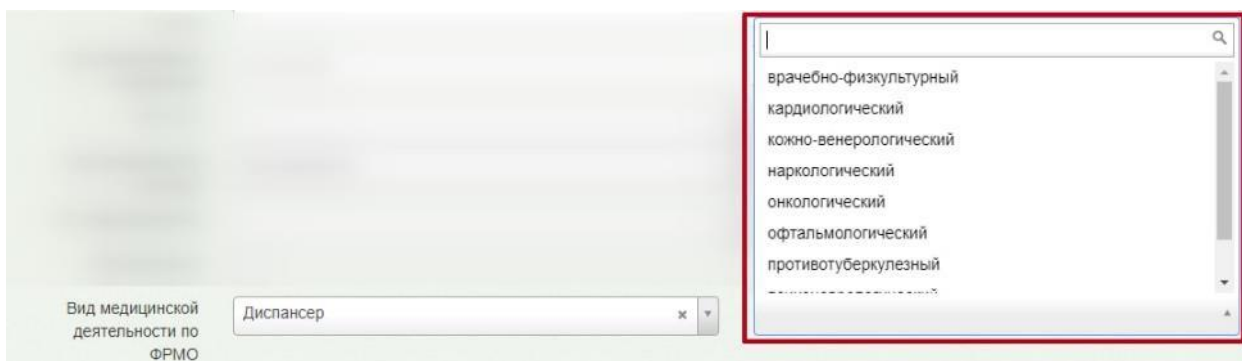 врачебно-физкультурный
кардиологический
кожно-венерологический
наркологический
онкологический
офтальмологический
противотуберкулезный
Вид медицинской
деятельности по
ФРМО
Диспансер